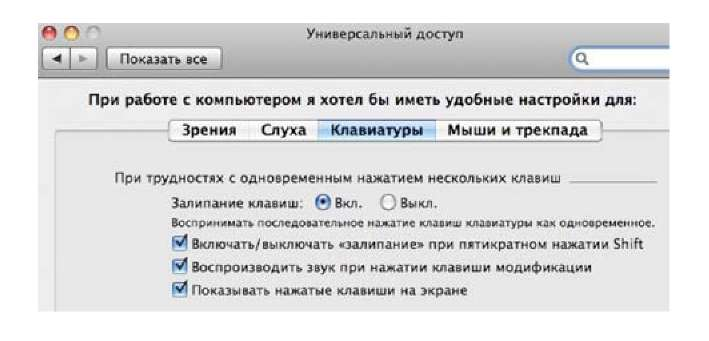 Универсальный доступ
Показать все
При работе с компьютером я хотел бы иметь удобные настройки для:
Зрения Слуха Клавиатуры Мыши и трекпада
При трудностях с одновременным нажатием нескольких клавиш
Залипание клавиш: Вкл. Выкл.
Воспринимать последовательное нажатие клавиш клавиатуры как одновременное.
Включать/выключать «залипание» при пятикратном нажатии Shift
Воспроизводить звук при нажатии клавиши модификации
Показывать нажатые клавиши на экране